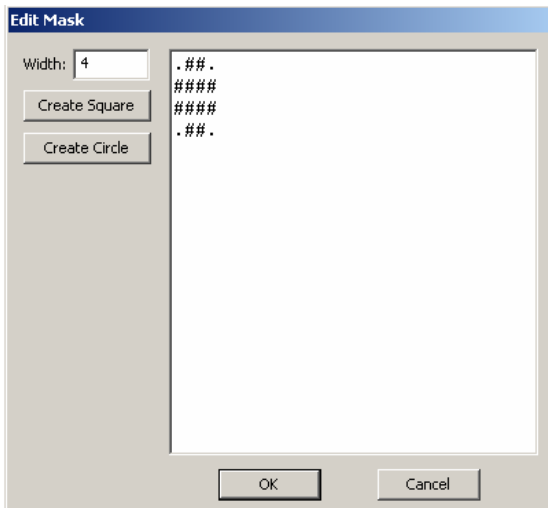 Edit Mask
Width: 4
Create Square
Create Circle
.##.
####
####
.##.
OK
Cancel